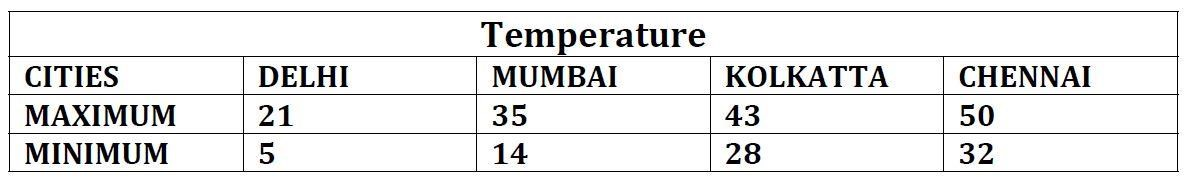 Temperature
CITIES DELHI MUMBAI KOLKATTA CHENNAI
MAXIMUM 21 35 43 50
MINIMUM 5 14 28 32